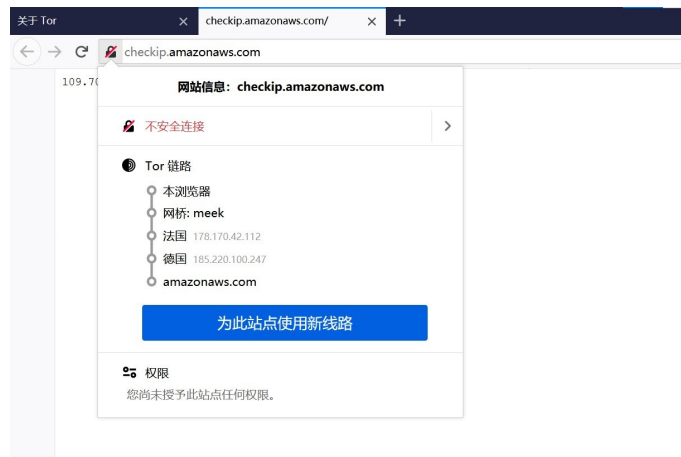 关于 Tor
checkip.amazonaws.com/
checkip.amazonaws.com
109.70
网站信息：checkip.amazonaws.com
不安全连接
Tor 链路
本浏览器
网桥: meek
法国 178.170.42.112
德国 185.220.100.247
amazonaws.com
为此站点使用新线路
权限
您尚未授予此站点任何权限。